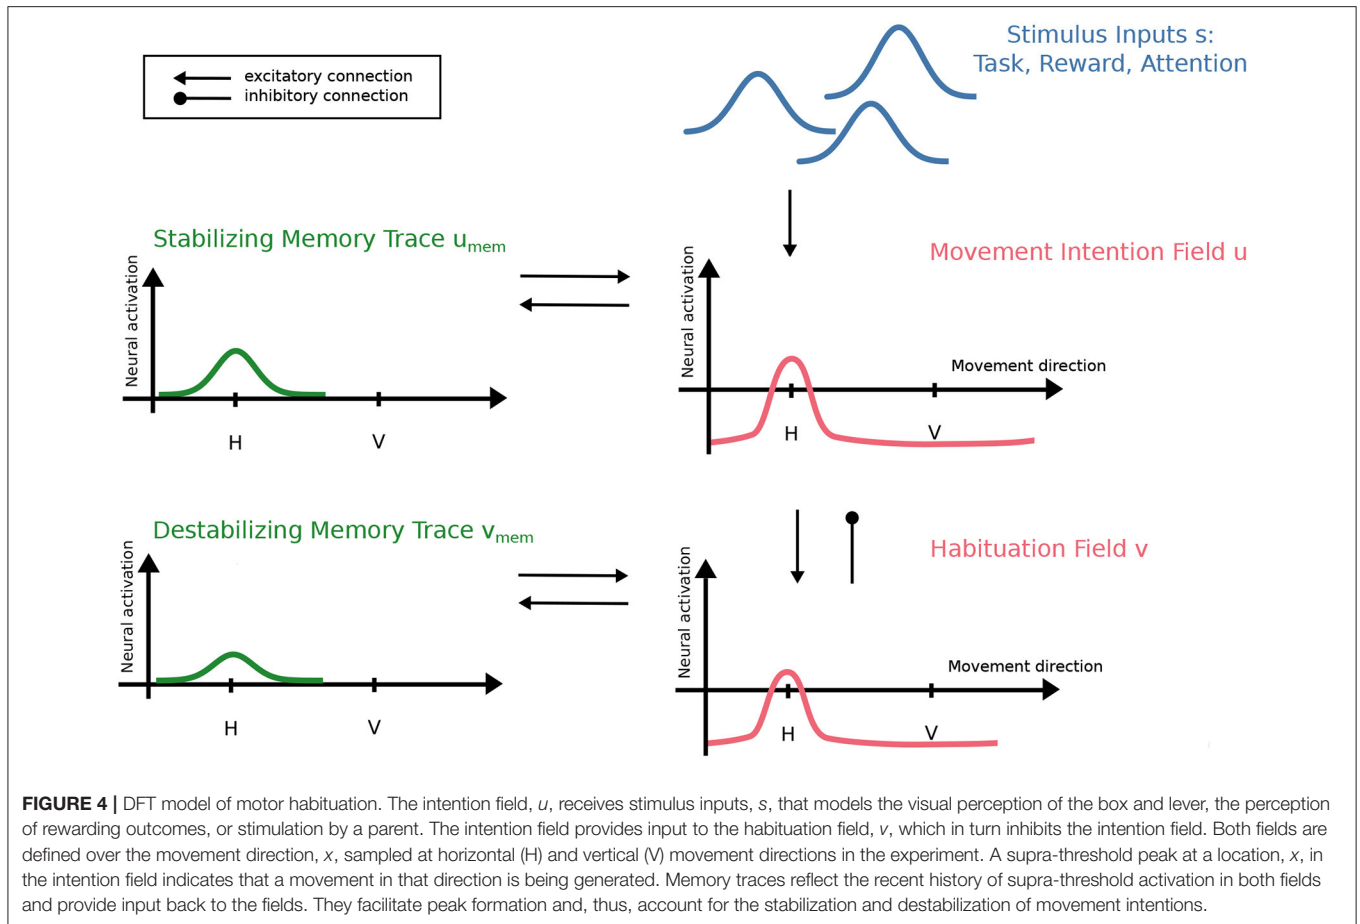 excitatory connection
inhibitory connection
Stimulus Inputs s:
Task, Reward, Attention
Stabilizing Memory Trace u_mem
Neural activation
H
V
Movement Intention Field u
Neural activation
Movement direction
H
V
Destabilizing Memory Trace v_mem
Neural activation
H
V
Habituation Field v
Neural activation
Movement direction
H
V
FIGURE 4 | DFT model of motor habituation. The intention field, u, receives stimulus inputs, s, that models the visual perception of the box and lever, the perception
of rewarding outcomes, or stimulation by a parent. The intention field provides input to the habituation field, v, which in turn inhibits the intention field. Both fields are
defined over the movement direction, x, sampled at horizontal (H) and vertical (V) movement directions in the experiment. A supra-threshold peak at a location, x, in
the intention field indicates that a movement in that direction is being generated. Memory traces reflect the recent history of supra-threshold activation in both fields
and provide input back to the fields. They facilitate peak formation and, thus, account for the stabilization and destabilization of movement intentions.